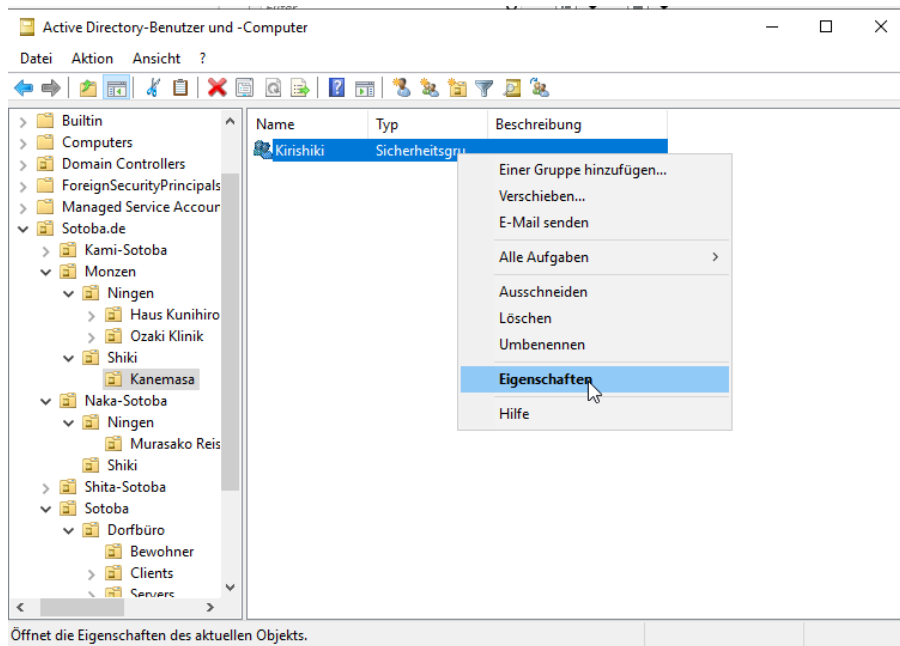 Active Directory-Benutzer und -Computer
Datei Aktion Ansicht ?
Builtin
Computers
Domain Controllers
ForeignSecurityPrincipals
Managed Service Accour
Sotoba.de
Kami-Sotoba
Monzen
Ningen
Haus Kunihiro
Ozaki Klinik
Shiki
Kanemasa
Naka-Sotoba
Ningen
Murasako Reis
Shiki
Shita-Sotoba
Sotoba
Dorfbüro
Bewohner
Clients
Servers
Name Typ Beschreibung
Kirishiki Sicherheitsgru
Einer Gruppe hinzufügen...
Verschieben...
E-Mail senden
Alle Aufgaben
Ausschneiden
Löschen
Umbenennen
Eigenschaften
Hilfe
Öffnet die Eigenschaften des aktuellen Objekts.